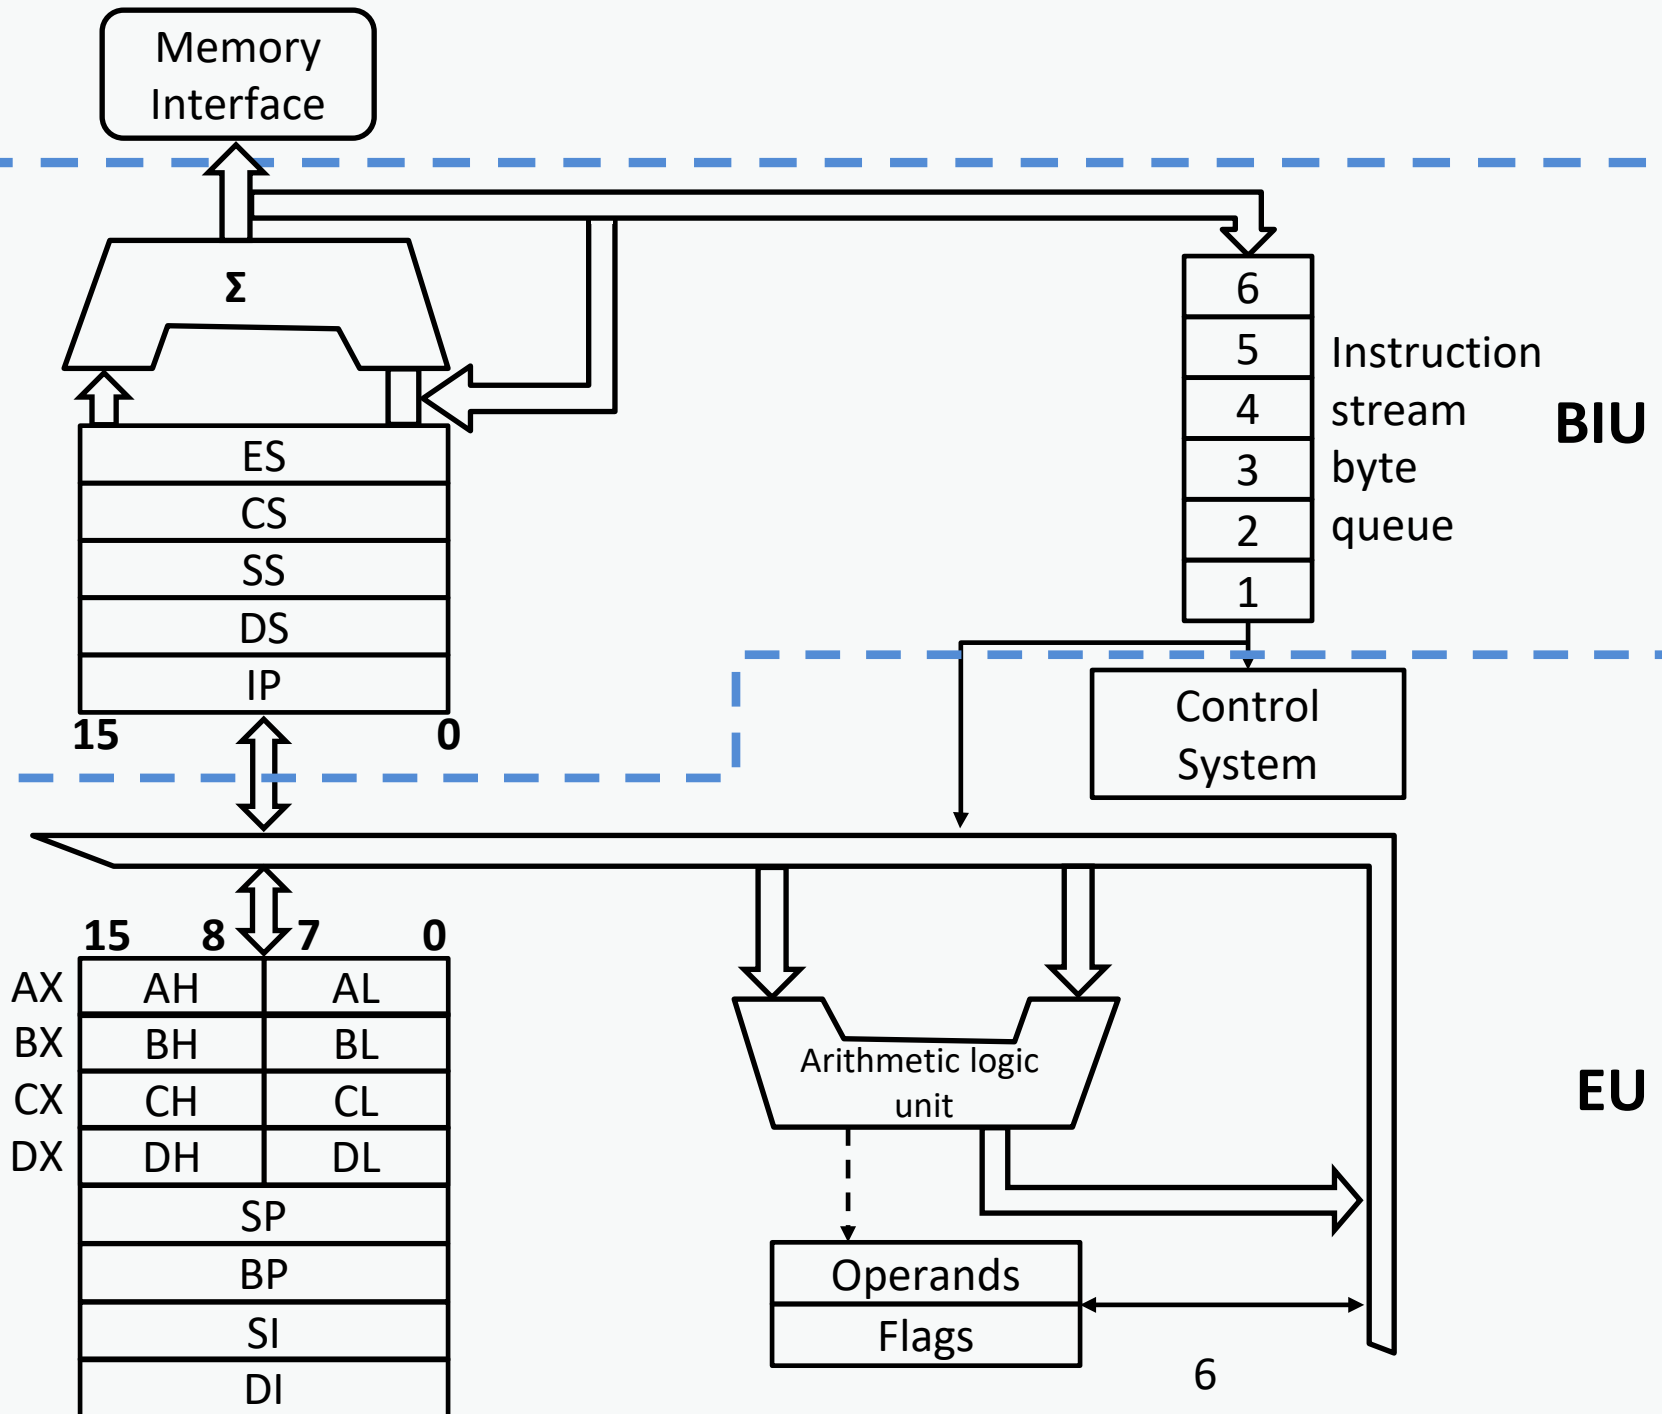 Memory
Interface
Σ
6
5
4
3
2
1
Instruction
stream
byte
queue
BIU
ES
CS
SS
DS
IP
15 0
Control
System
15 8 7 0
AX AH AL
BX BH BL
CX CH CL
DX DH DL
SP
BP
SI
DI
Arithmetic logic
unit
EU
Operands
Flags
6